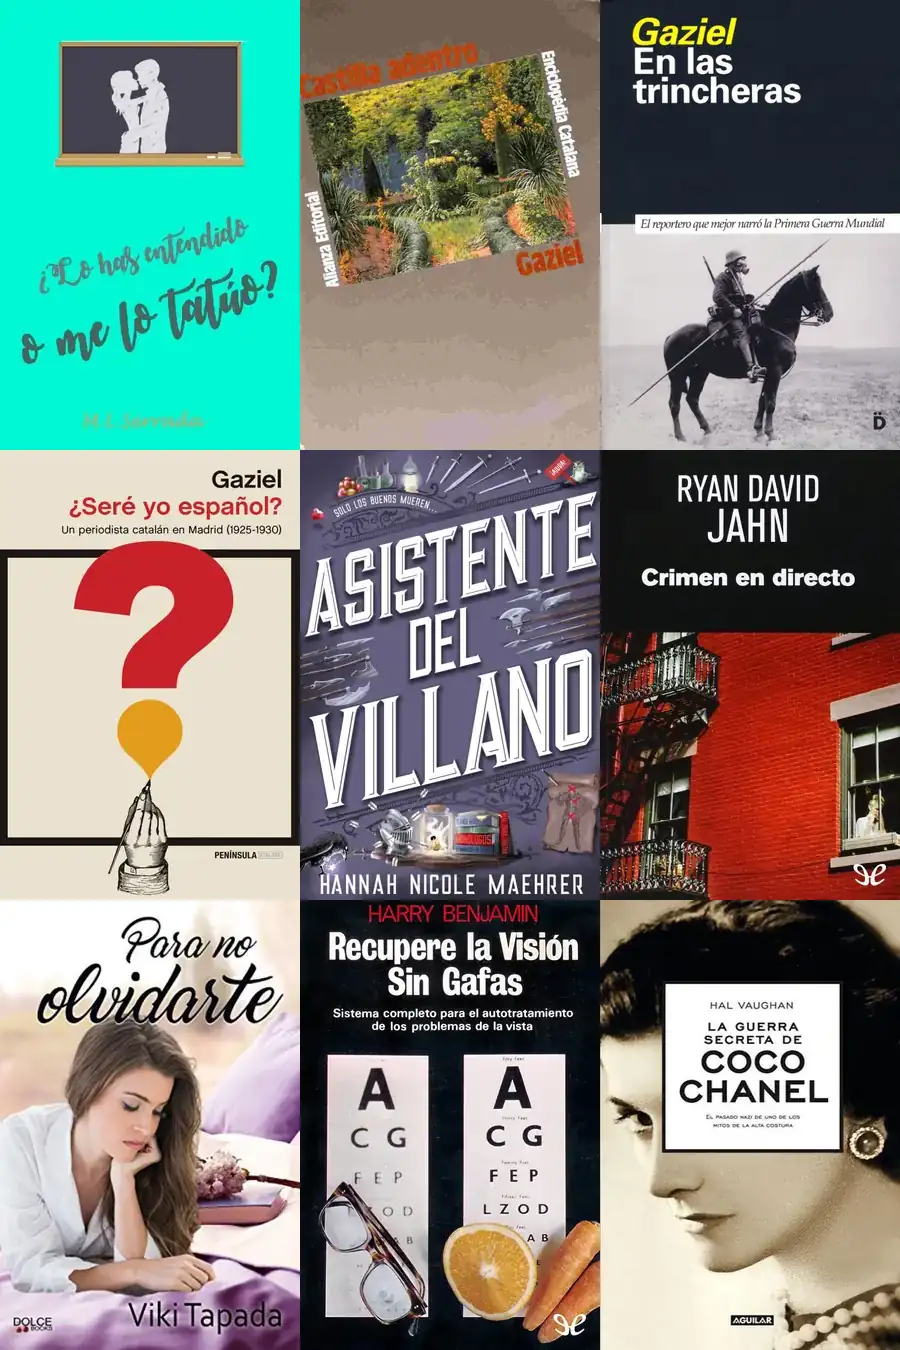 ¿Lo has entendido
o me lo tatúo?
M.L. Jurado
Castilla adentro
Enciclopèdia Catalana
Alianza Editorial
Gaziel
Gaziel
En las
trincheras
El reportero que mejor narró la Primera Guerra Mundial
D
Gaziel
¿Seré yo español?
Un periodista catalán en Madrid (1925-1930)
?
PENÍNSULA
SOLO LOS BUENOS MUEREN...
ASISTENTE
DEL
VILLANO
HANNAH NICOLE MAEHRER
RYAN DAVID
JAHN
Crimen en directo
Para no
olvidarte
DOLCE
BOOKS
Viki Tapada
HARRY BENJAMIN
Recupere la Visión
Sin Gafas
Sistema completo para el autotratamiento
de los problemas de la vista
A
C G
F E P
L Z O D
A B
A
C G
F E P
L Z O D
A B
HAL VAUGHAN
LA GUERRA
SECRETA DE
COCO
CHANEL
EL PASADO NAZI DE UNO DE LOS
MITOS DE LA ALTA COSTURA
AGUILAR